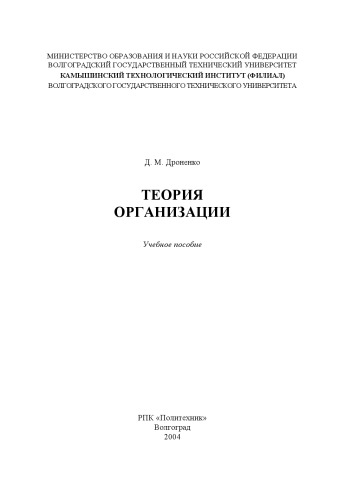 МИНИСТЕРСТВО ОБРАЗОВАНИЯ И НАУКИ РОССИЙСКОЙ ФЕДЕРАЦИИ
ВОЛГОГРАДСКИЙ ГОСУДАРСТВЕННЫЙ ТЕХНИЧЕСКИЙ УНИВЕРСИТЕТ
КАМЫШИНСКИЙ ТЕХНОЛОГИЧЕСКИЙ ИНСТИТУТ (ФИЛИАЛ)
ВОЛГОГРАДСКОГО ГОСУДАРСТВЕННОГО ТЕХНИЧЕСКОГО УНИВЕРСИТЕТА
Д. М. Дроненко
ТЕОРИЯ
ОРГАНИЗАЦИИ
Учебное пособие
РПК «Политехник»
Волгоград
2004